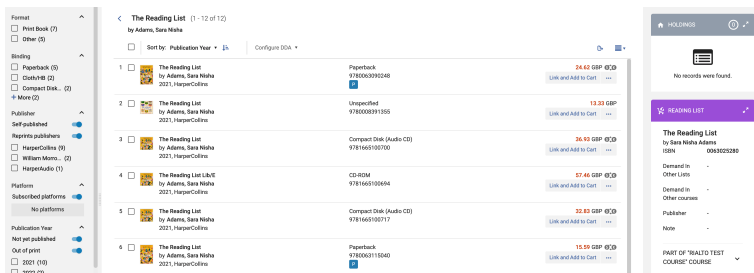 Format
Print Book (7)
Other (5)
Binding
Paperback (5)
Cloth/HB (2)
Compact Disk... (2)
+ More (2)
Publisher
Self-published
Reprints publishers
HarperCollins (9)
William Morro... (2)
HarperAudio (1)
Platform
Subscribed platforms
No platforms
Publication Year
Not yet published
Out of print
2021 (10)
2022 (2)
The Reading List (1 - 12 of 12)
by Adams, Sara Nisha
Sort by: Publication Year
Configure DDA
1 The Reading List
by Adams, Sara Nisha
2021, HarperCollins
Paperback
9780063090248
P
24.62 GBP
Link and Add to Cart ...
2 The Reading List
by Adams, Sara Nisha
2021, HarperCollins
Unspecified
9780008391355
13.33 GBP
Link and Add to Cart ...
3 The Reading List
by Adams, Sara Nisha
2021, HarperCollins
Compact Disk (Audio CD)
9781665100700
36.93 GBP
Link and Add to Cart ...
4 The Reading List Lib/E
by Adams, Sara Nisha
2021, HarperCollins
CD-ROM
9781665100694
57.46 GBP
Link and Add to Cart ...
5 The Reading List
by Adams, Sara Nisha
2021, HarperCollins
Compact Disk (Audio CD)
9781665100717
32.83 GBP
Link and Add to Cart ...
6 The Reading List
by Adams, Sara Nisha
2021, HarperCollins
Paperback
9780063115040
P
15.59 GBP
Link and Add to Cart ...
HOLDINGS 0
No records were found.
READING LIST
The Reading List
by Sara Nisha Adams
ISBN 0063025280
Demand In -
Other Lists
Demand In -
Other courses
Publisher -
Note -
PART OF "RIALTO TEST
COURSE" COURSE